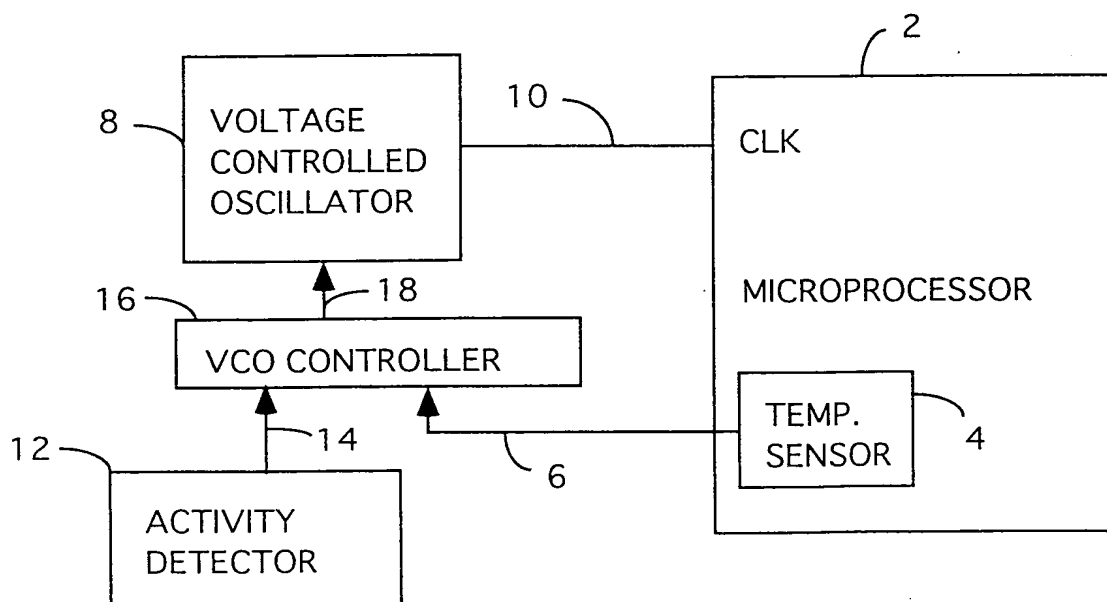 2
10
8
VOLTAGE
CONTROLLED
OSCILLATOR
CLK
16
18
MICROPROCESSOR
VCO CONTROLLER
TEMP.
SENSOR
4
12
14
6
ACTIVITY
DETECTOR